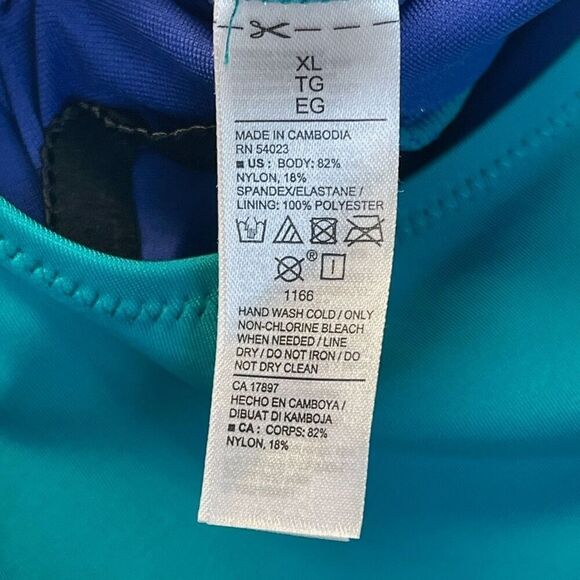 XL
TG
EG
MADE IN CAMBODIA
RN 54023
■ US : BODY: 82%
NYLON, 18%
SPANDEX/ELASTANE /
LINING: 100% POLYESTER
®
1166
HAND WASH COLD / ONLY
NON-CHLORINE BLEACH
WHEN NEEDED / LINE
DRY / DO NOT IRON / DO
NOT DRY CLEAN
CA 17897
HECHO EN CAMBOYA /
DIBUAT DI KAMBOJA
■ CA : CORPS: 82%
NYLON, 18%